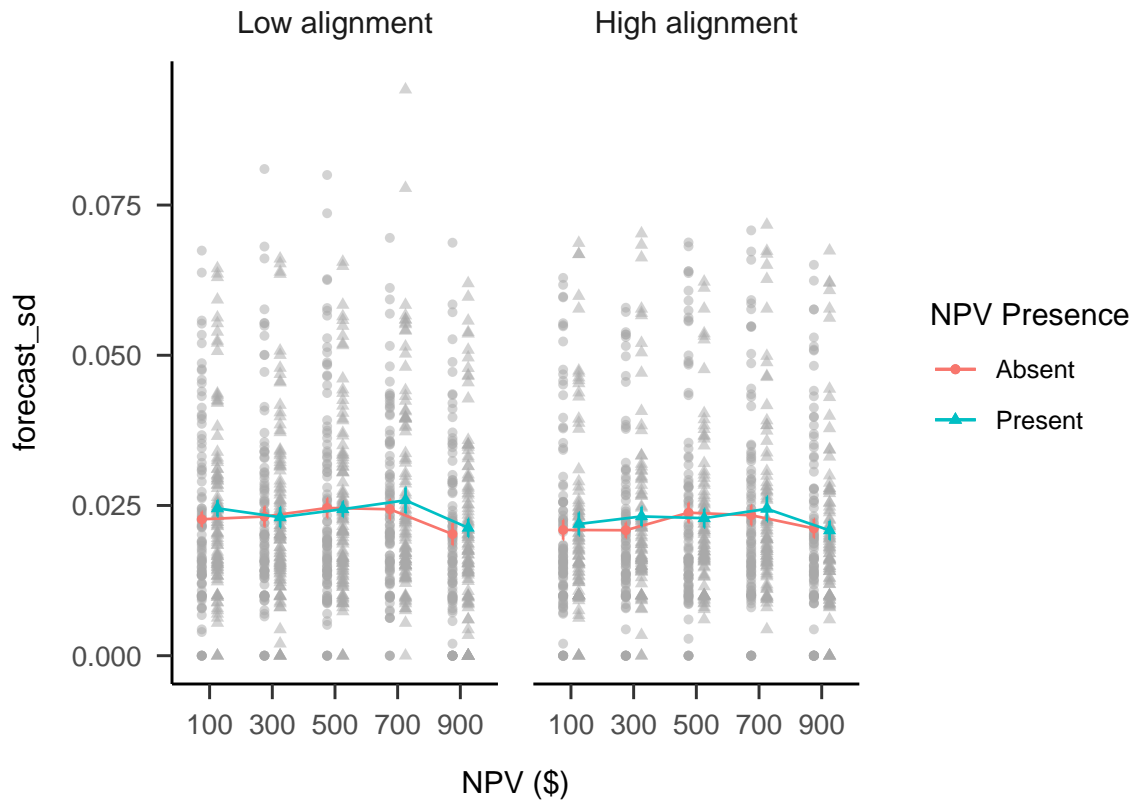 Low alignment
High alignment
0.075
0.050
0.025
0.000
forecast_sd
100 300 500 700 900
100 300 500 700 900
NPV ($)
NPV Presence
Absent
Present